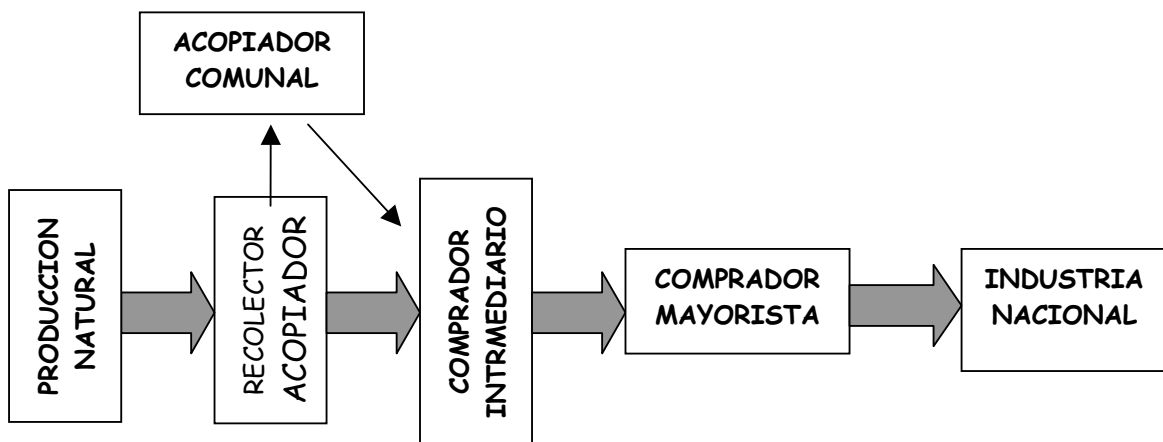 ACOPIADOR
COMUNAL
PRODUCCION
NATURAL
RECOLECTOR
ACOPIADOR
COMPRADOR
INTRMEDIARIO
COMPRADOR
MAYORISTA
INDUSTRIA
NACIONAL